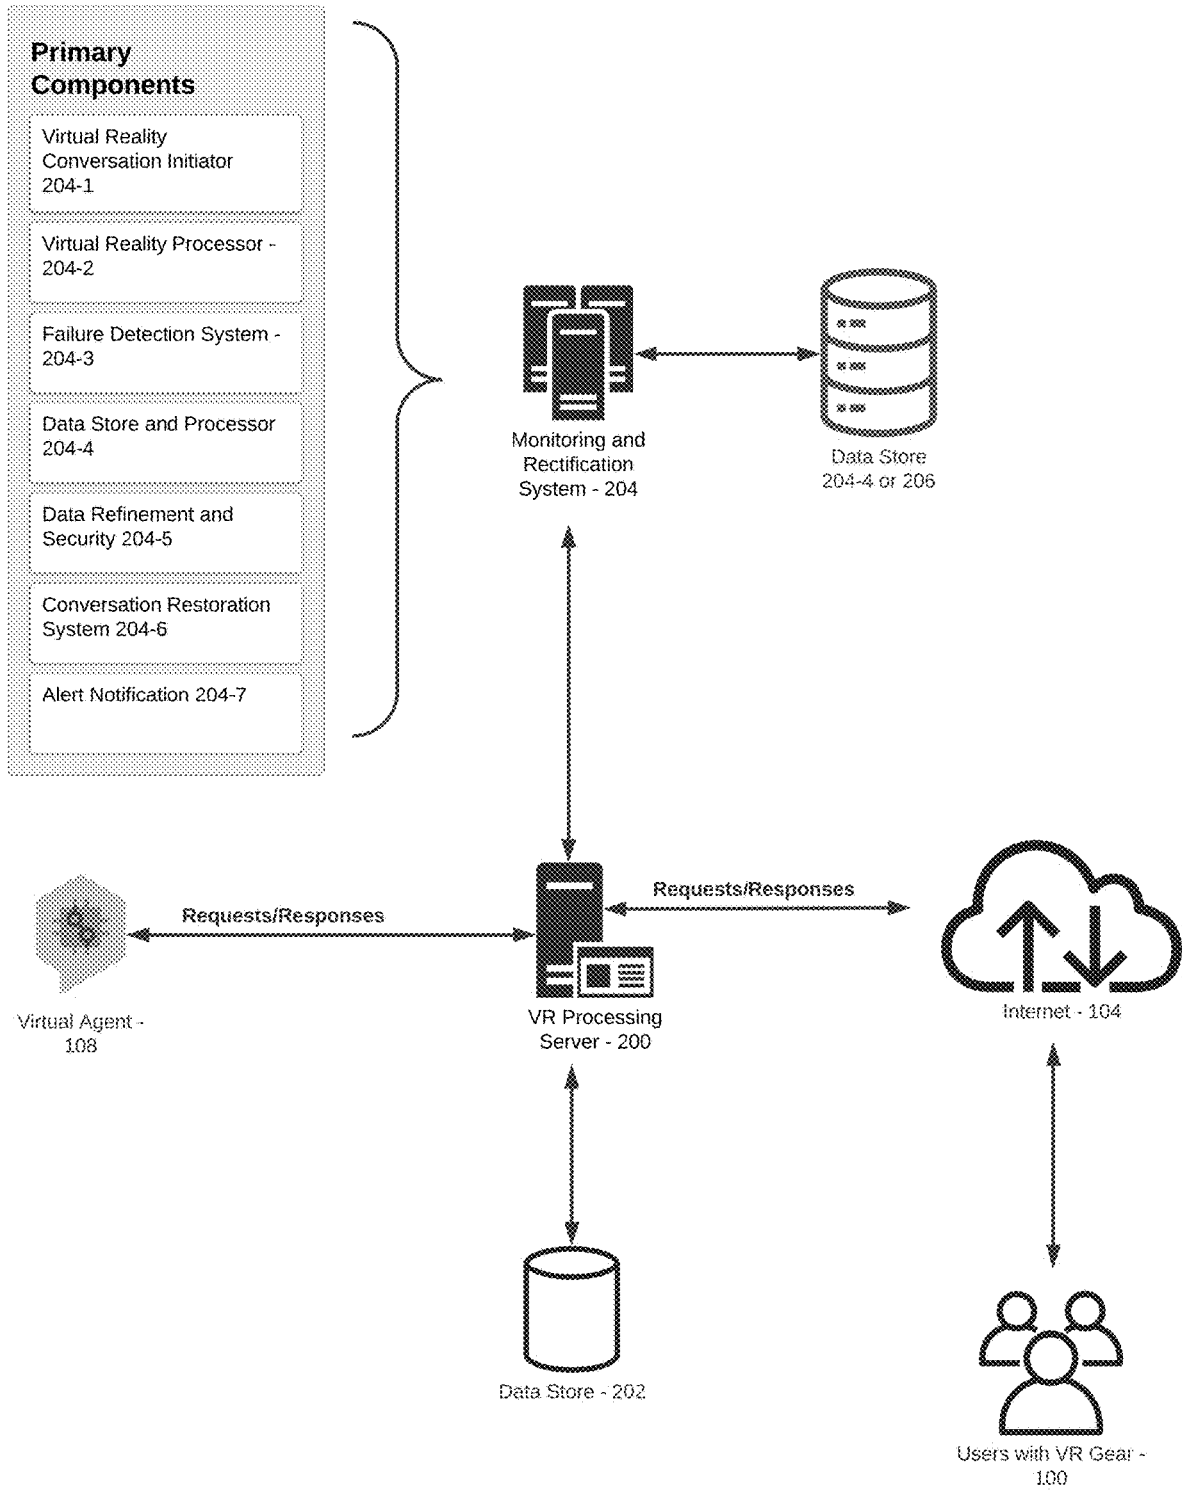 Primary
Components
Virtual Reality
Conversation Initiator
204-1
Virtual Reality Processor -
204-2
Failure Detection System -
204-3
Data Store and Processor
204-4
Data Refinement and
Security 204-5
Conversation Restoration
System 204-6
Alert Notification 204-7
Monitoring and
Rectification
System - 204
Data Store
204-4 or 206
Requests/Responses
Requests/Responses
Virtual Agent -
108
VR Processing
Server - 200
Internet - 104
Data Store - 202
Users with VR Gear -
100